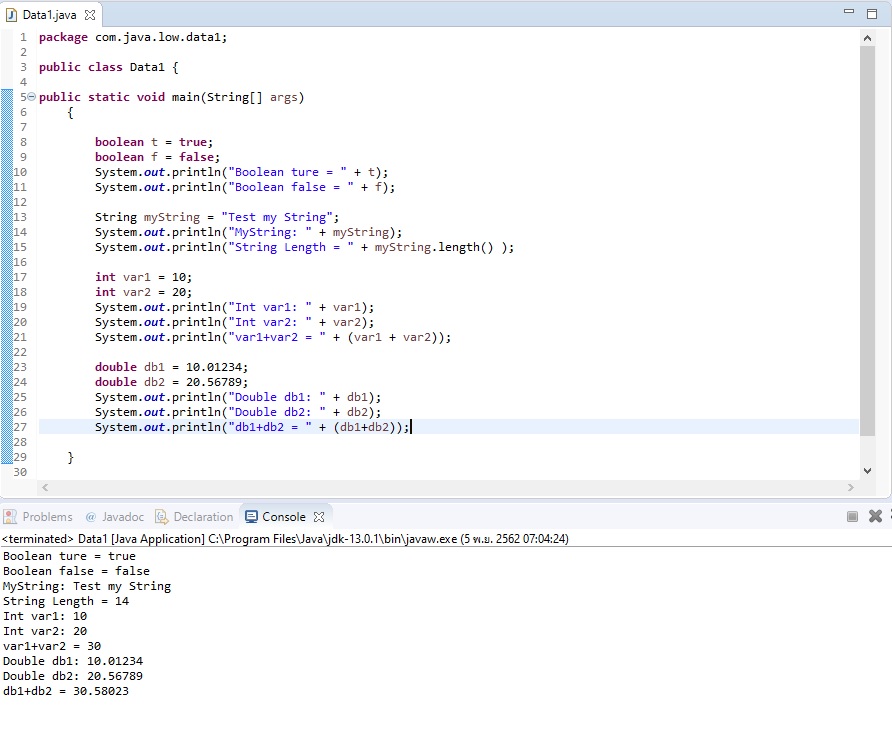 Data1.java
1 package com.java.low.data1;
2
3 public class Data1 {
4
5 public static void main(String[] args)
6 {
7
8 boolean t = true;
9 boolean f = false;
10 System.out.println("Boolean ture = " + t);
11 System.out.println("Boolean false = " + f);
12
13 String myString = "Test my String";
14 System.out.println("MyString: " + myString);
15 System.out.println("String Length = " + myString.length() );
16
17 int var1 = 10;
18 int var2 = 20;
19 System.out.println("Int var1: " + var1);
20 System.out.println("Int var2: " + var2);
21 System.out.println("var1+var2 = " + (var1 + var2));
22
23 double db1 = 10.01234;
24 double db2 = 20.56789;
25 System.out.println("Double db1: " + db1);
26 System.out.println("Double db2: " + db2);
27 System.out.println("db1+db2 = " + (db1+db2));
28
29 }
30
Problems @ Javadoc Declaration Console
<terminated> Data1 [Java Application] C:\Program Files\Java\jdk-13.0.1\bin\javaw.exe (5 พ.ย. 2562 07:04:24)
Boolean ture = true
Boolean false = false
MyString: Test my String
String Length = 14
Int var1: 10
Int var2: 20
var1+var2 = 30
Double db1: 10.01234
Double db2: 20.56789
db1+db2 = 30.58023